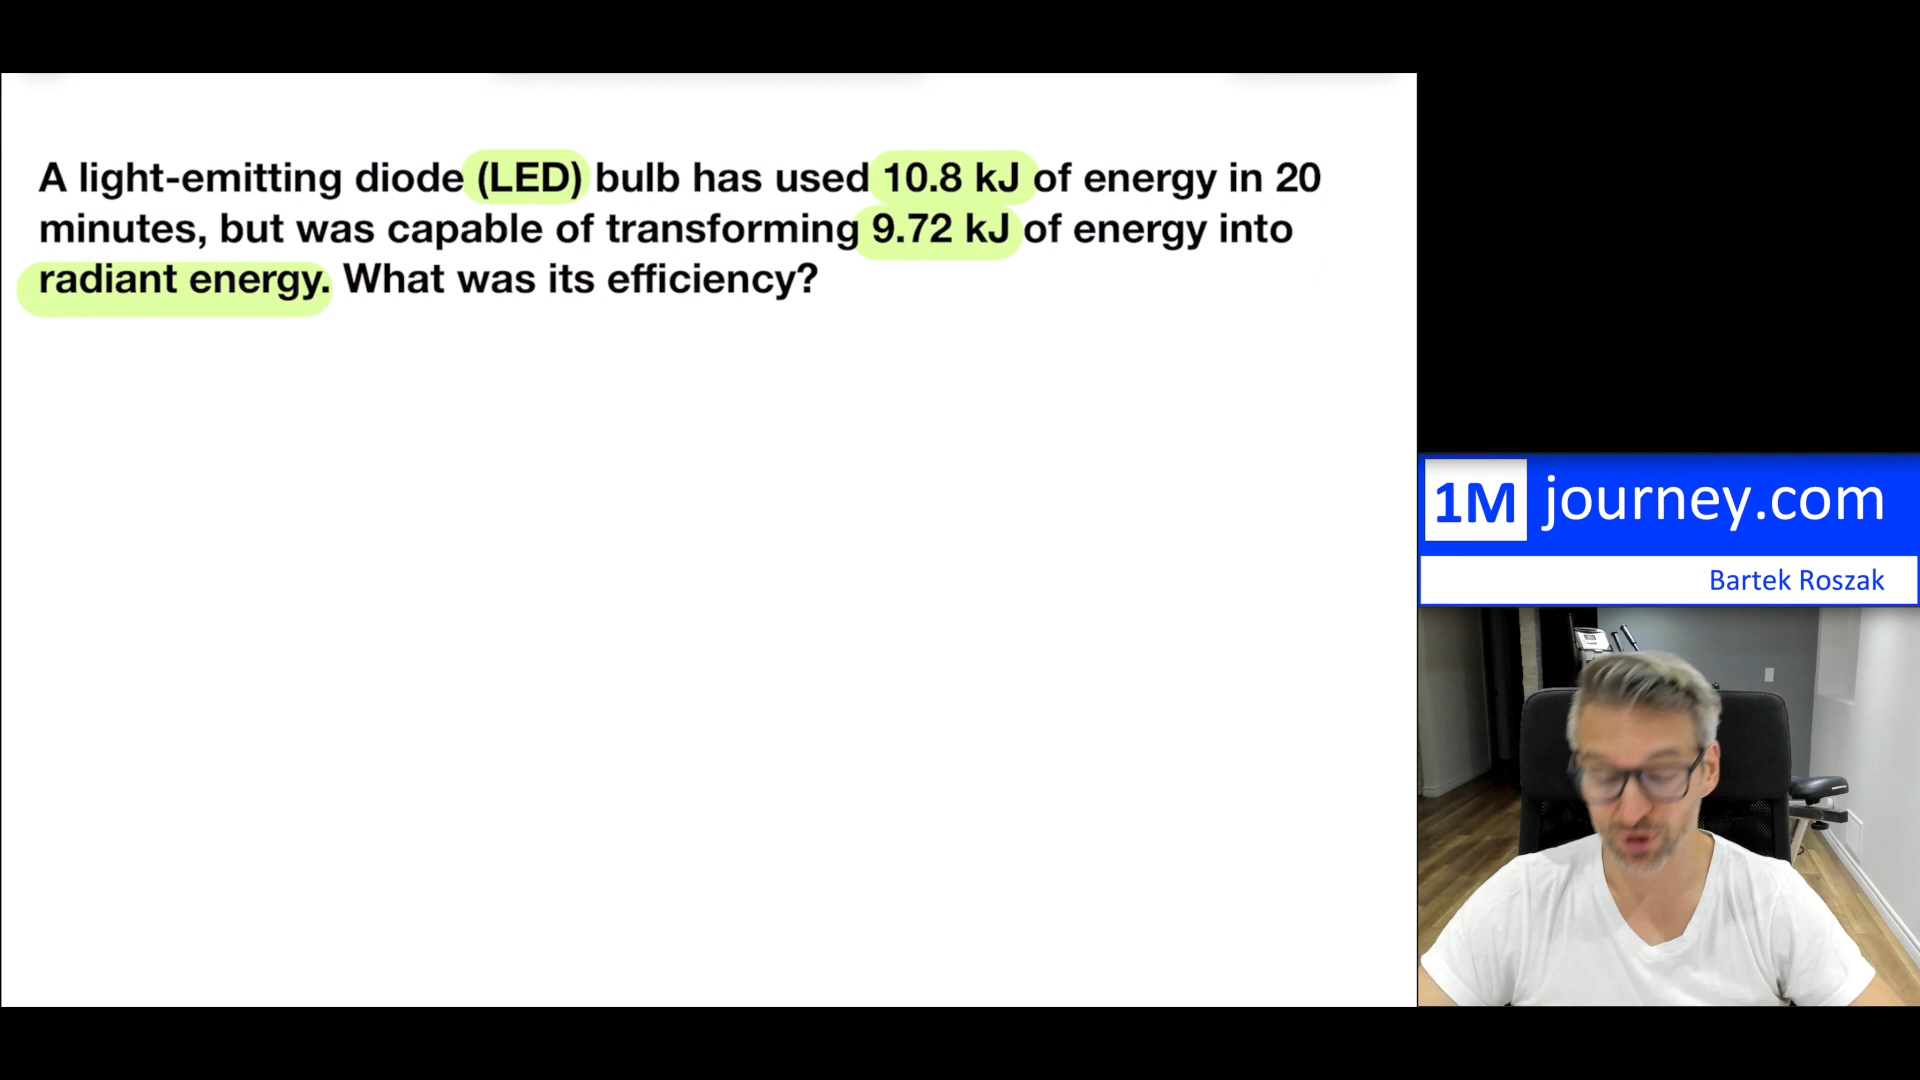 A light-emitting diode (LED) bulb has used 10.8 kJ of energy in 20
minutes, but was capable of transforming 9.72 kJ of energy into
radiant energy. What was its efficiency?
1M journey.com
Bartek Roszak